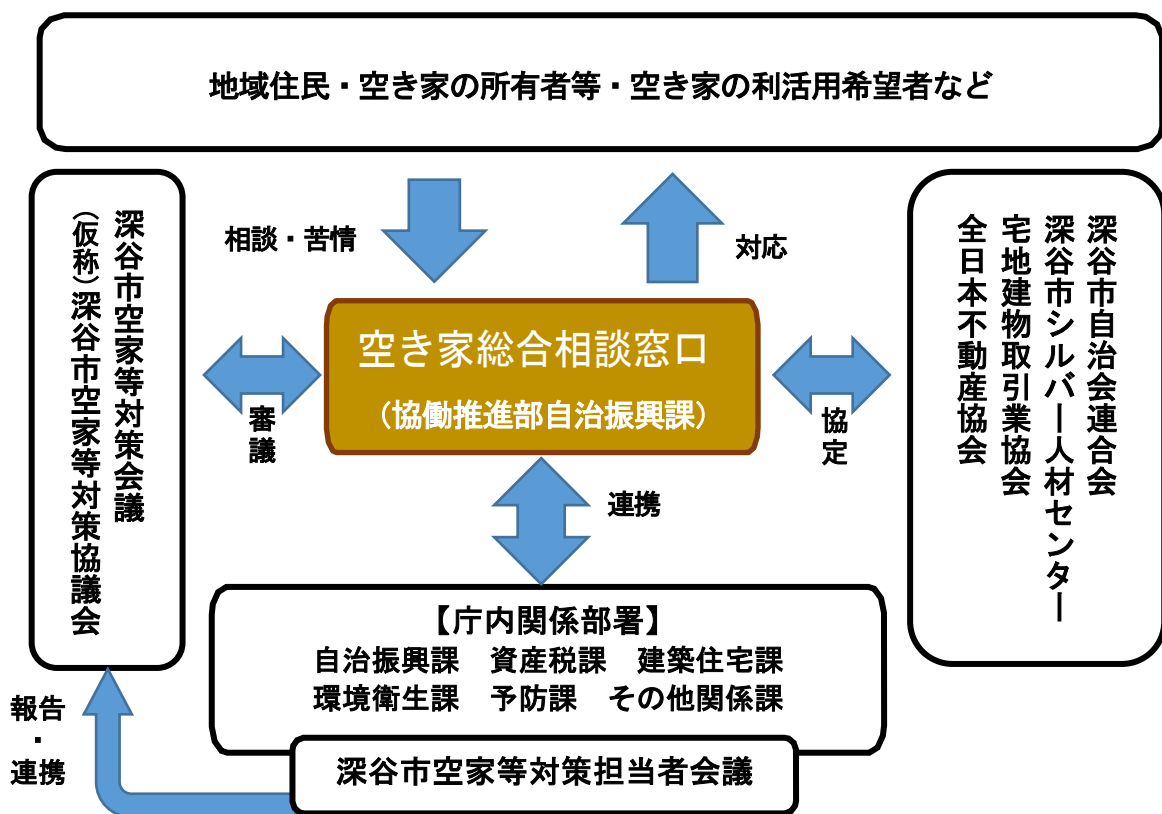 地域住民・空き家の所有者等・空き家の利活用希望者など
相談・苦情
対応
深谷市空家等対策会議
（仮称）深谷市空家等対策協議会
空き家総合相談窓口
（協働推進部自治振興課）
審議
協定
深谷市自治会連合会
深谷市シルバー人材センター
宅地建物取引業協会
全日本不動産協会
連携
【庁内関係部署】
自治振興課　資産税課　建築住宅課
環境衛生課　予防課　その他関係課
深谷市空家等対策担当者会議
報告
・
連携